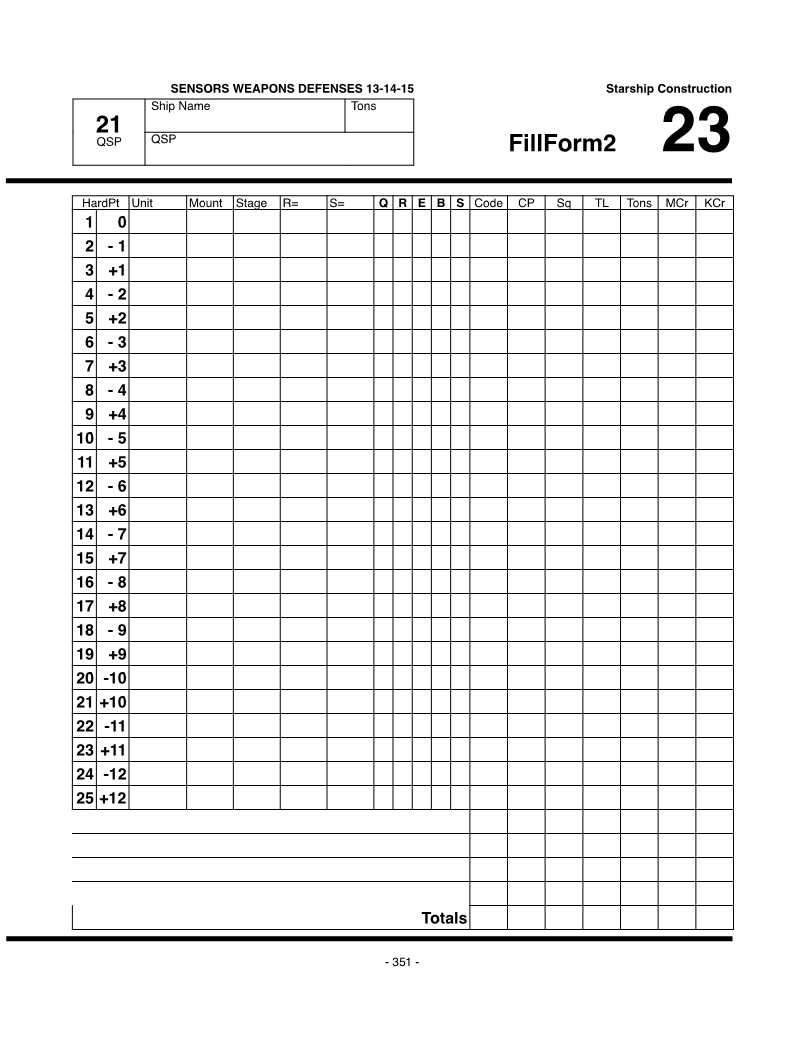 SENSORS WEAPONS DEFENSES 13-14-15
Starship Construction
21
QSP
Ship Name
Tons
QSP
FillForm2
23
HardPt Unit Mount Stage R= S= Q R E B S Code CP Sq TL Tons MCr KCr
1 0
2 - 1
3 +1
4 - 2
5 +2
6 - 3
7 +3
8 - 4
9 +4
10 - 5
11 +5
12 - 6
13 +6
14 - 7
15 +7
16 - 8
17 +8
18 - 9
19 +9
20 -10
21 +10
22 -11
23 +11
24 -12
25 +12
Totals
- 351 -